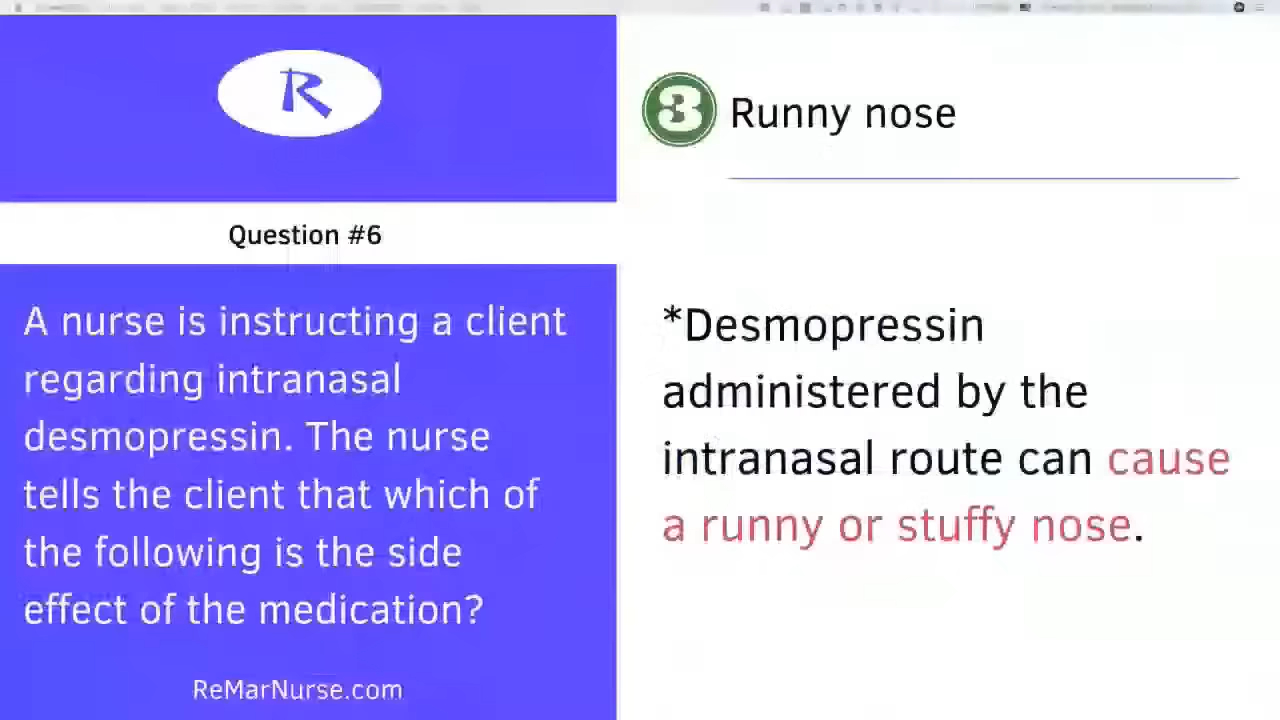 R
Question #6
A nurse is instructing a client
regarding intranasal
desmopressin. The nurse
tells the client that which of
the following is the side
effect of the medication?
ReMarNurse.com
3 Runny nose
*Desmopressin
administered by the
intranasal route can cause
a runny or stuffy nose.